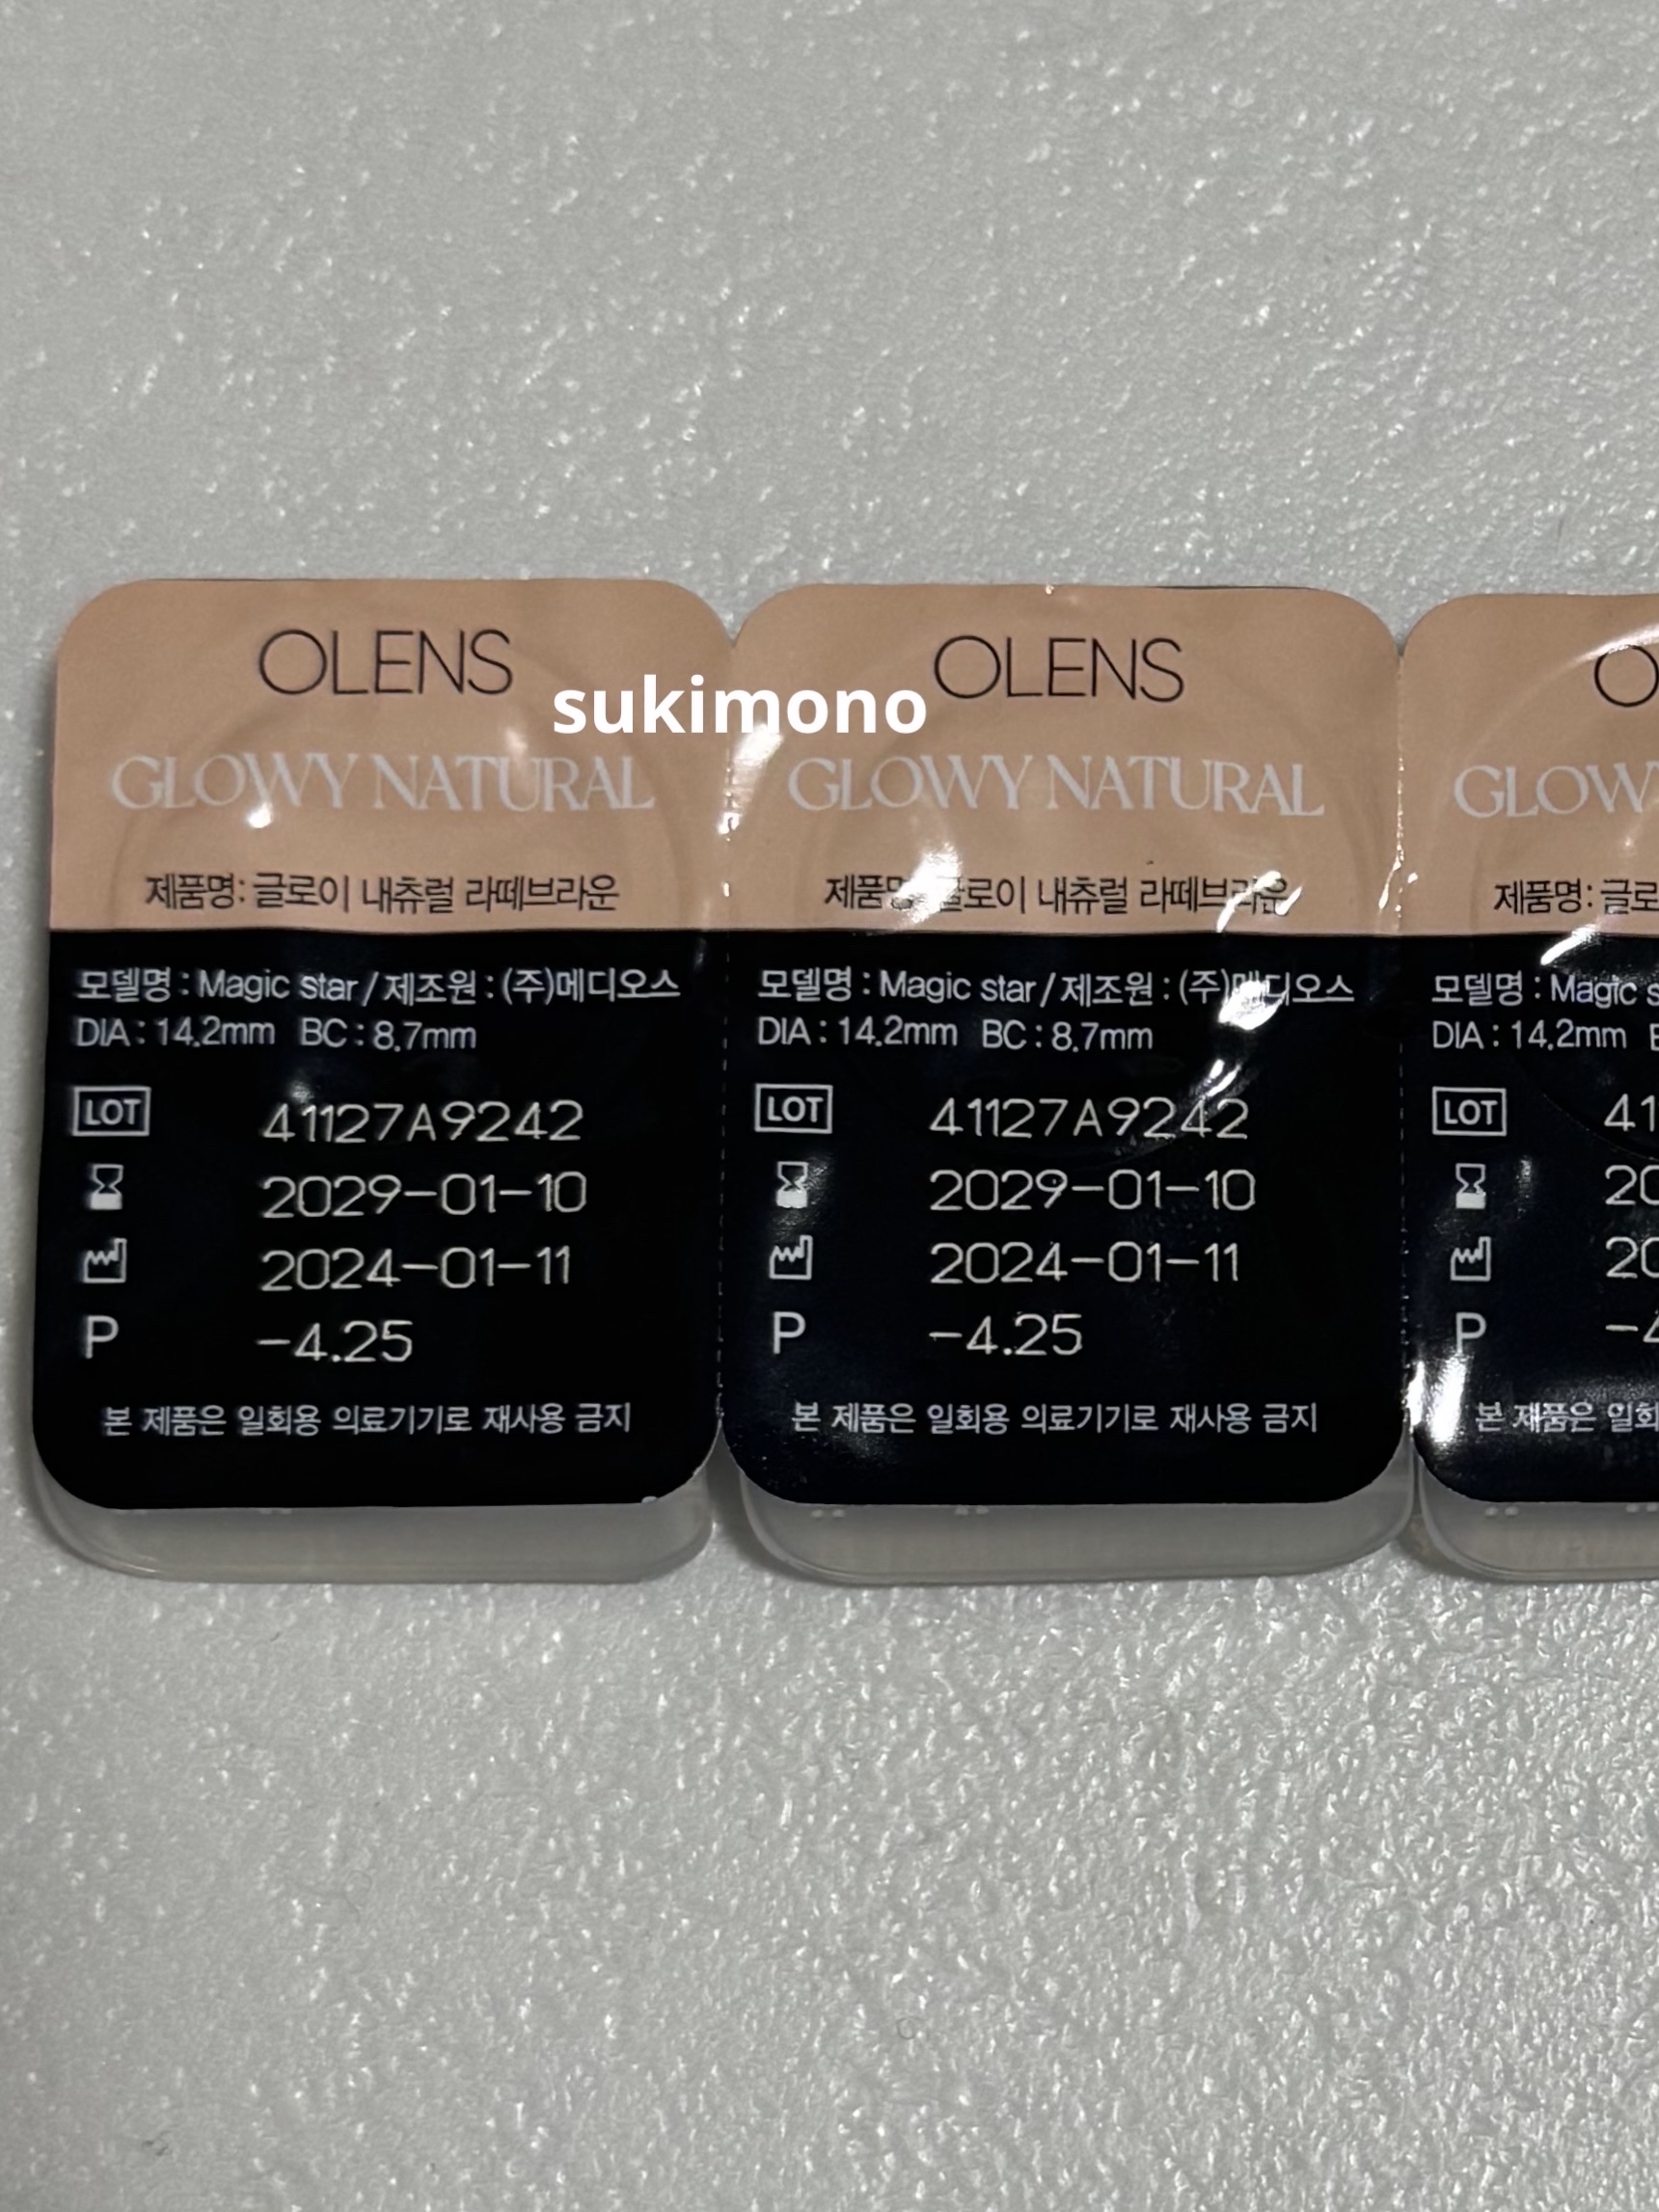 OLENS
GLOWY NATURAL
제품명: 글로이 내츄럴 라떼브라운
모델명 : Magic star / 제조원 : (주)메디오스
DIA : 14.2mm BC : 8.7mm
LOT 41127A9242
2029-01-10
2024-01-11
P -4.25
본 제품은 일회용 의료기기로 재사용 금지
sukimono
OLENS
GLOWY NATURAL
제품명: 글로이 내츄럴 라떼브라운
모델명 : Magic star / 제조원 : (주)메디오스
DIA : 14.2mm BC : 8.7mm
LOT 41127A9242
2029-01-10
2024-01-11
P -4.25
본 제품은 일회용 의료기기로 재사용 금지
제품명:
모델명 : Magic
DIA : 14.2mm
LOT
P
본 제품은